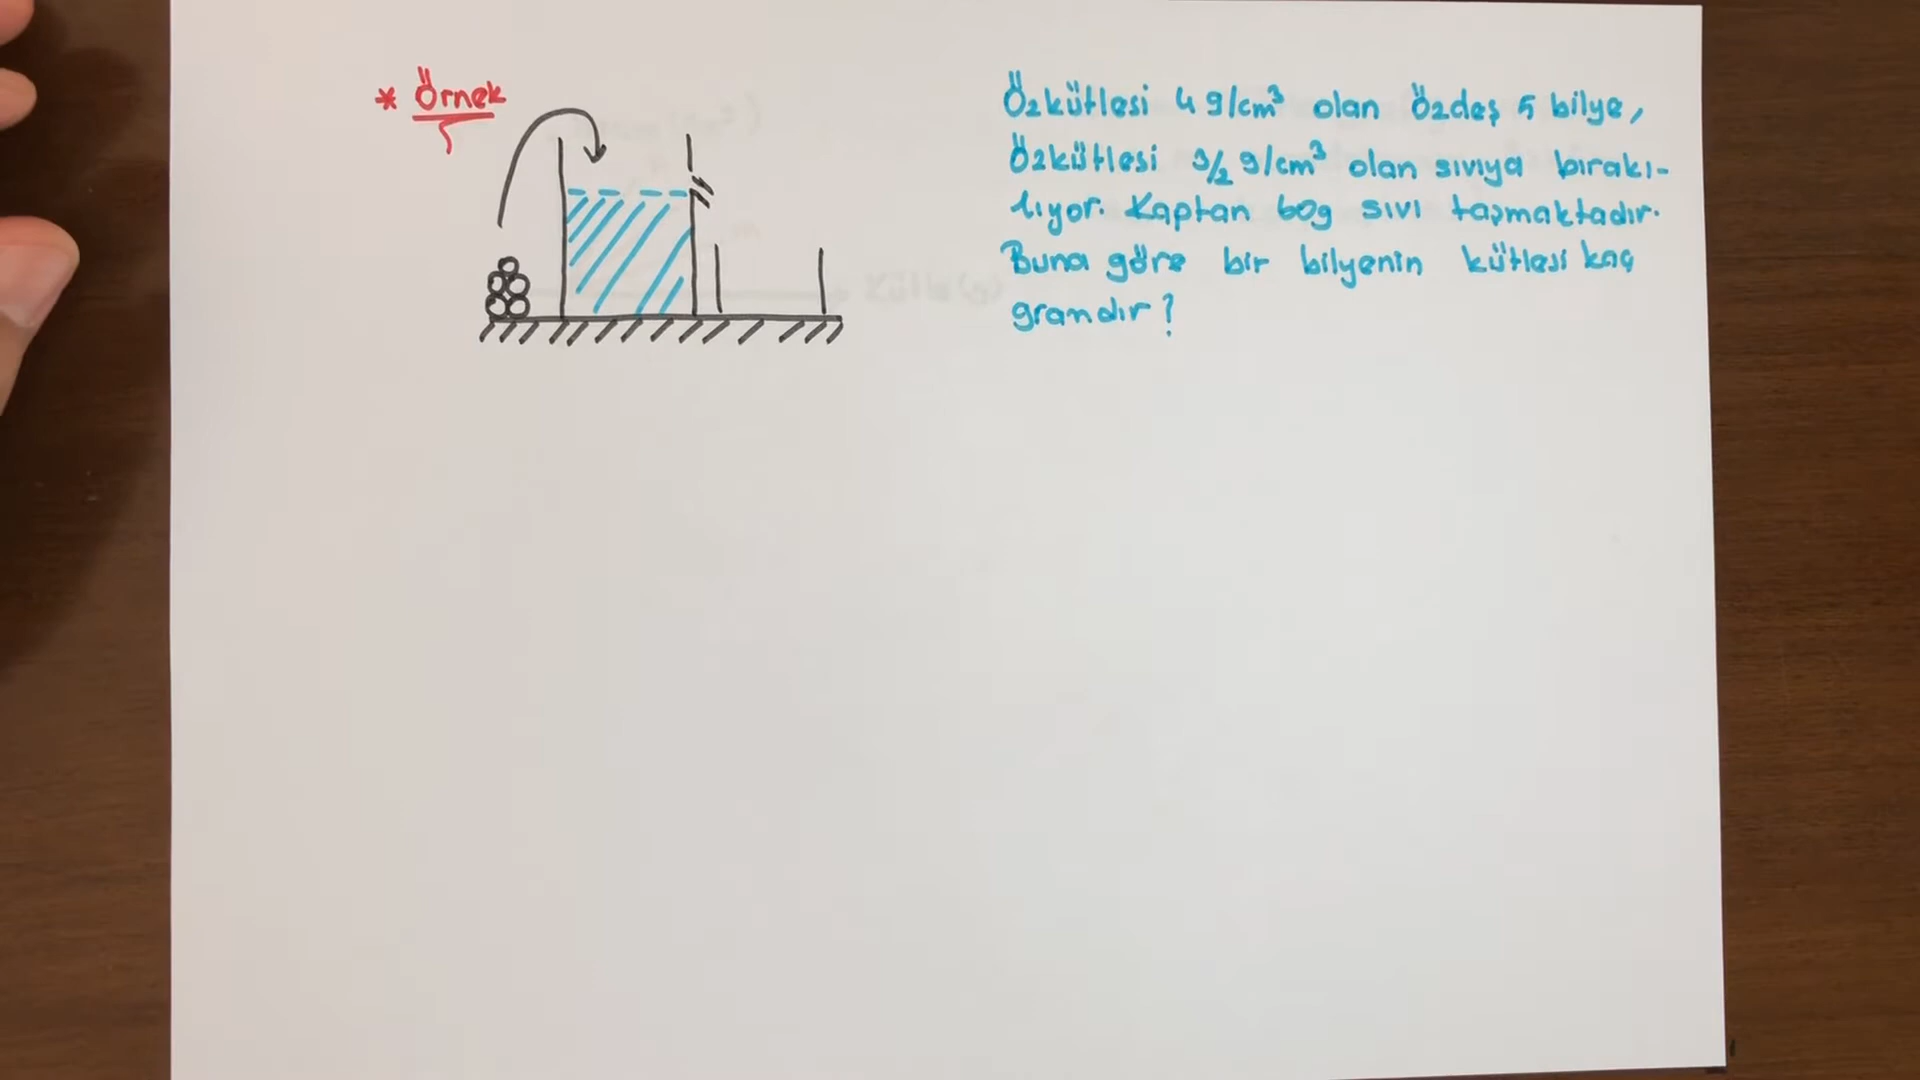 * Örnek
Özkütlesi 4 g/cm³ olan özdeş 5 bilye,
Özkütlesi 3/2 g/cm³ olan sıvıya bırakı-
lıyor. Kaptan 60g sıvı taşmaktadır.
Buna göre bir bilyenin kütlesi kaç
gramdır?